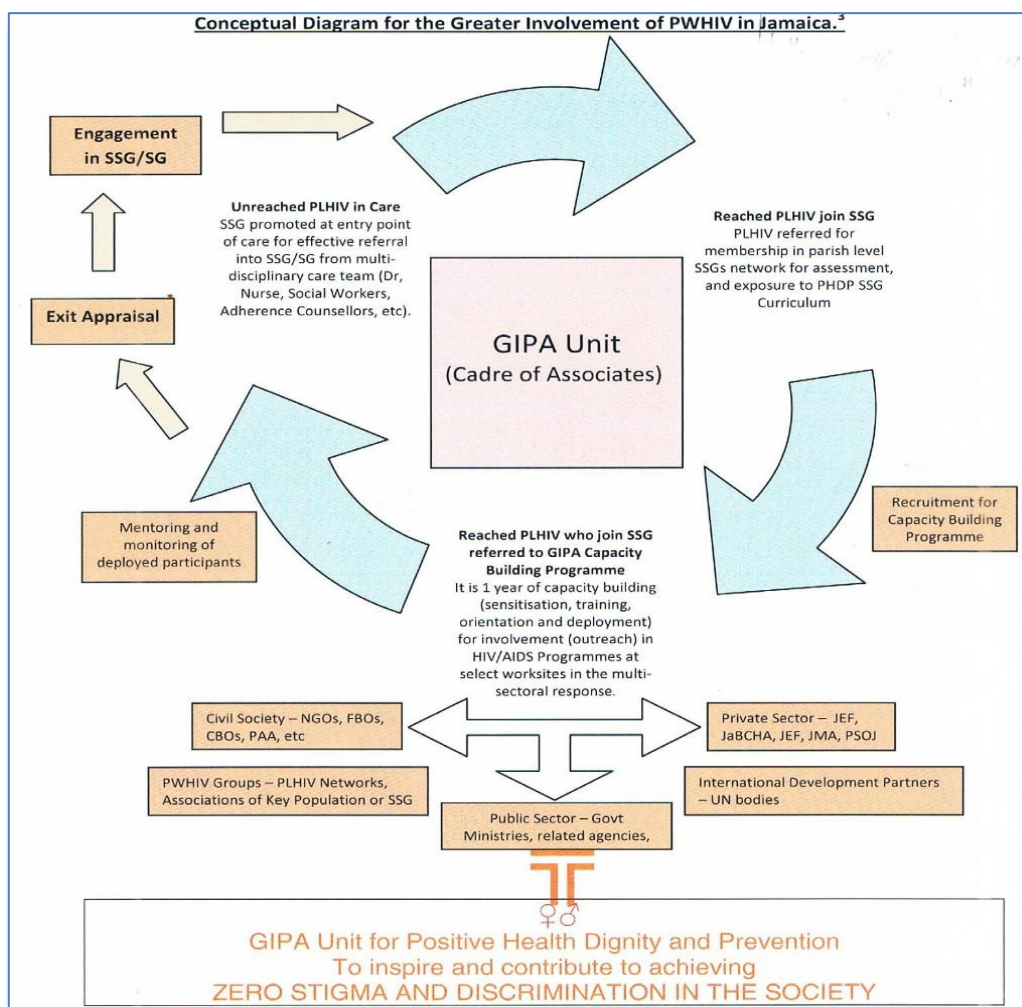 Conceptual Diagram for the Greater Involvement of PWHIV in Jamaica.³
Engagement
in SSG/SG
Unreached PLHIV in Care
SSG promoted at entry point
of care for effective referral
into SSG/SG from multi-
disciplinary care team (Dr,
Nurse, Social Workers,
Adherence Counsellors, etc).
Reached PLHIV join SSG
PLHIV referred for
membership in parish level
SSGs network for assessment,
and exposure to PHDP SSG
Curriculum
Exit Appraisal
GIPA Unit
(Cadre of Associates)
Recruitment for
Capacity Building
Programme
Mentoring and
monitoring of
deployed participants
Reached PLHIV who join SSG
referred to GIPA Capacity
Building Programme
It is 1 year of capacity building
(sensitisation, training,
orientation and deployment)
for involvement (outreach) in
HIV/AIDS Programmes at
select worksites in the multi-
sectoral response.
Civil Society – NGOs, FBOs,
CBOs, PAA, etc
Private Sector – JEF,
JaBCHA, JEF, JMA, PSOJ
PWHIV Groups – PLHIV Networks,
Associations of Key Population or SSG
International Development Partners
– UN bodies
Public Sector – Govt
Ministries, related agencies,
GIPA Unit for Positive Health Dignity and Prevention
To inspire and contribute to achieving
ZERO STIGMA AND DISCRIMINATION IN THE SOCIETY